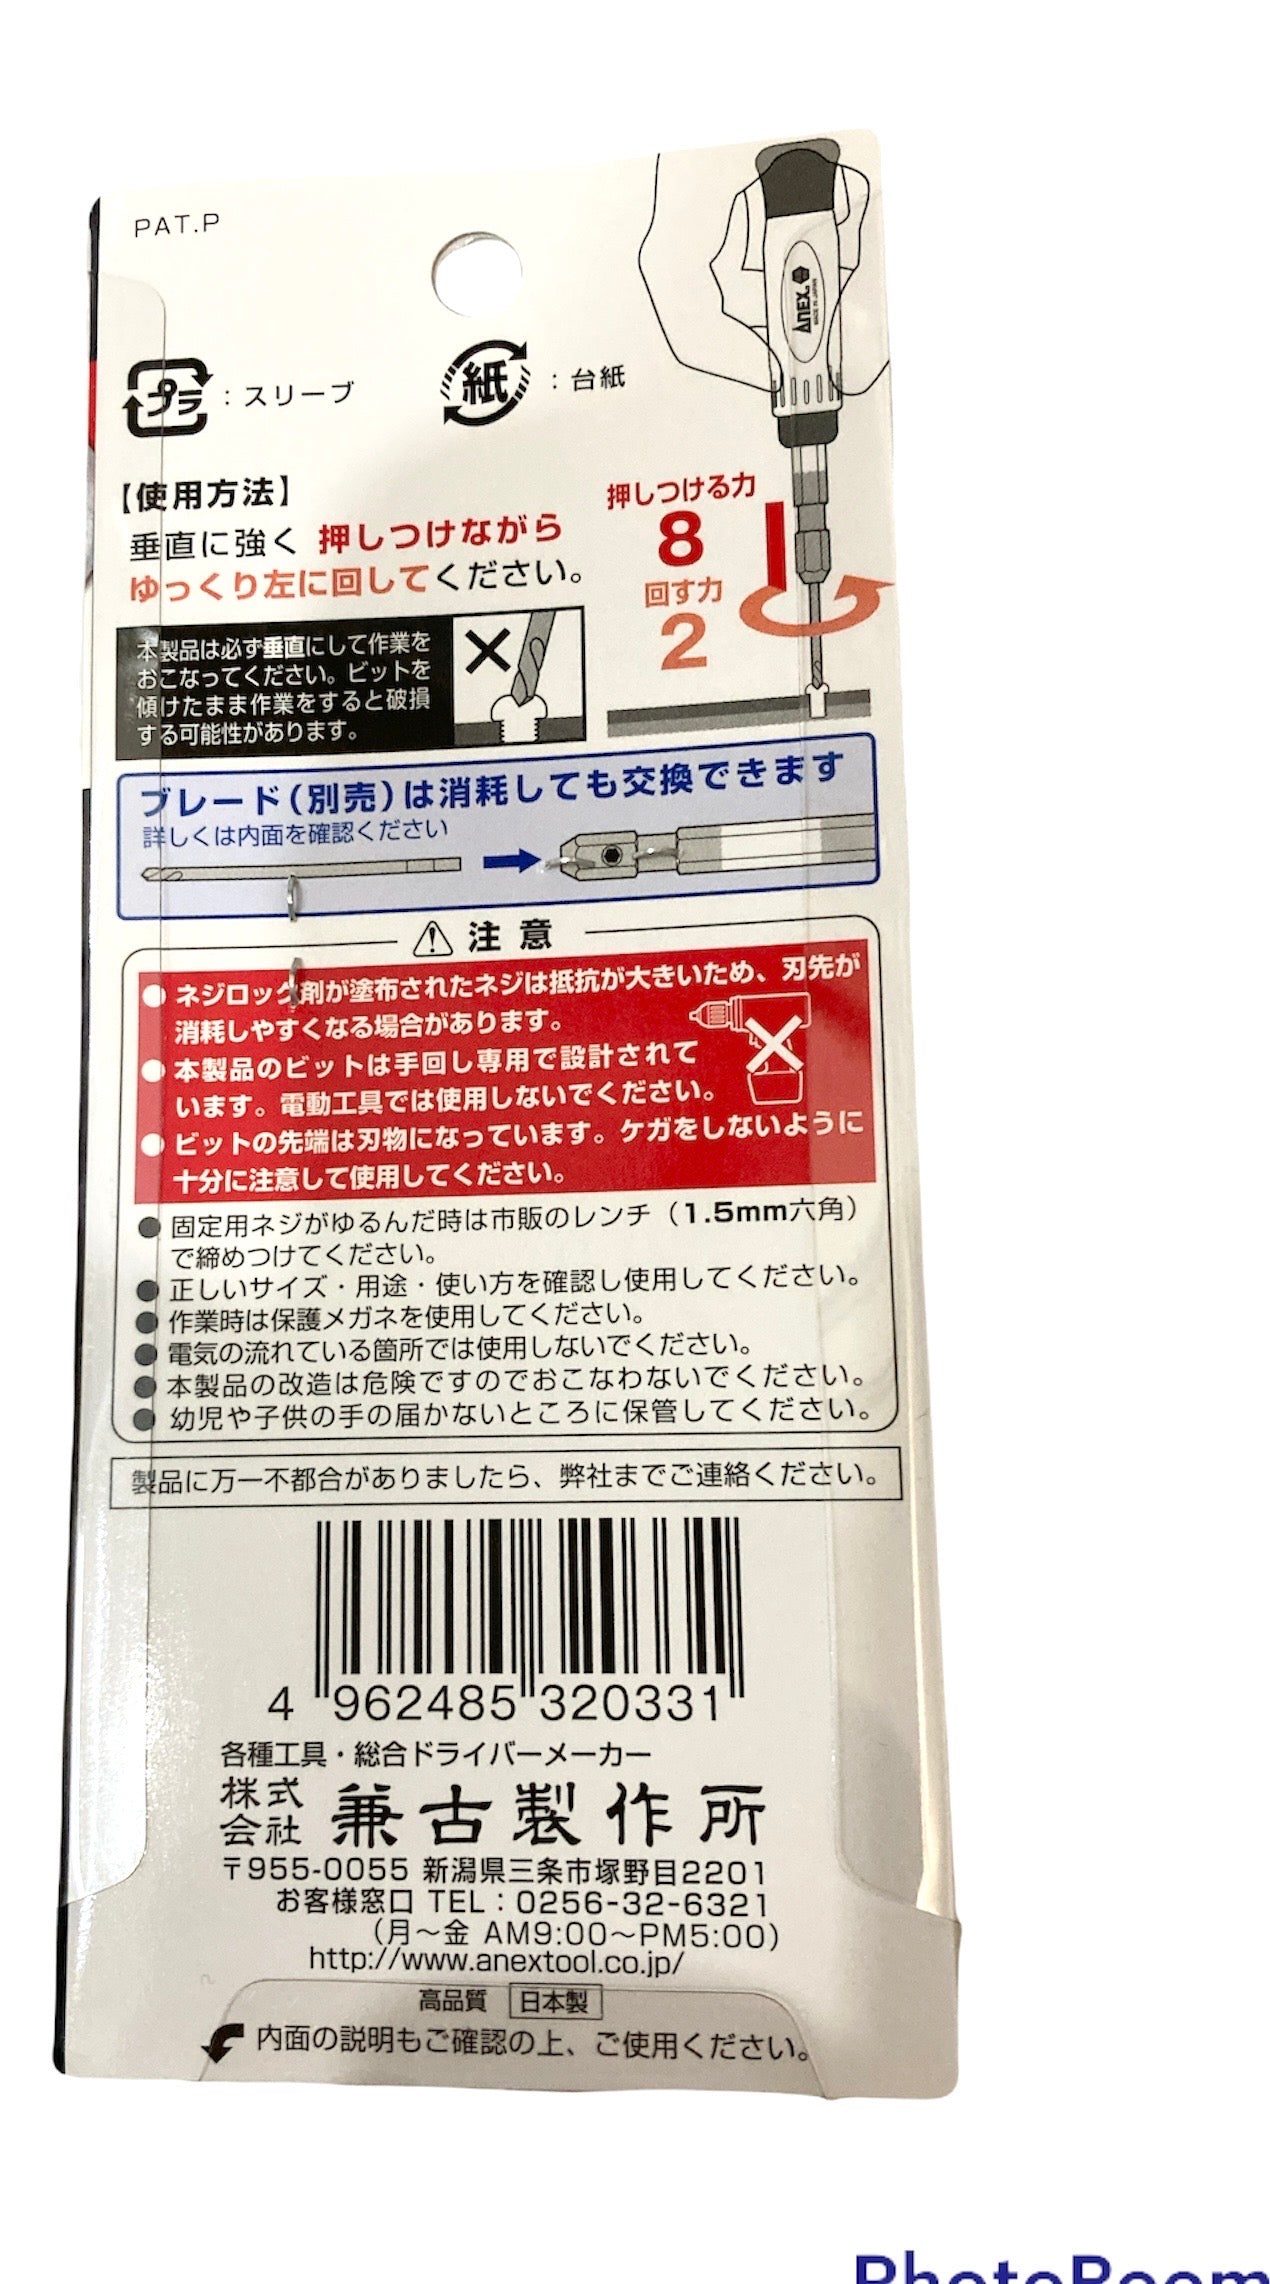 PAT.P
ANEX
MADE IN JAPAN
プラ : スリーブ
紙 : 台紙
【使用方法】
垂直に強く 押しつけながら
ゆっくり左に回してください。
押しつける力
8
回す力
2
本製品は必ず垂直にして作業を
おこなってください。ビットを
傾けたまま作業をすると破損
する可能性があります。
ブレード(別売)は消耗しても交換できます
詳しくは内面を確認ください
注意
●ネジロック剤が塗布されたネジは抵抗が大きいため、刃先が
消耗しやすくなる場合があります。
●本製品のビットは手回し専用で設計されて
います。電動工具では使用しないでください。
●ビットの先端は刃物になっています。ケガをしないように
十分に注意して使用してください。
●固定用ネジがゆるんだ時は市販のレンチ（1.5mm六角）
で締めつけてください。
●正しいサイズ・用途・使い方を確認し使用してください。
●作業時は保護メガネを使用してください。
●電気の流れている箇所では使用しないでください。
●本製品の改造は危険ですのでおこなわないでください。
●幼児や子供の手の届かないところに保管してください。
製品に万一不都合がありましたら、弊社までご連絡ください。
4 962485 320331
各種工具・総合ドライバーメーカー
株式会社 兼古製作所
〒955-0055 新潟県三条市塚野目2201
お客様窓口 TEL：0256-32-6321
（月〜金 AM9:00〜PM5:00）
http://www.anextool.co.jp/
高品質 日本製
内面の説明もご確認の上、ご使用ください。
PhotoRoom